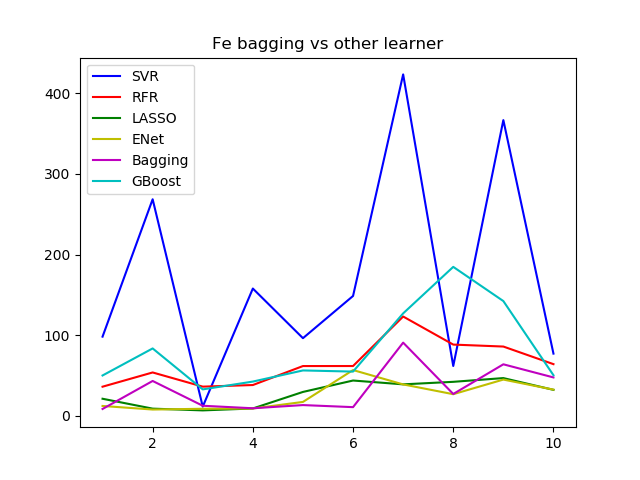 Fe bagging vs other learner
SVR
RFR
LASSO
ENet
Bagging
GBoost
400
300
200
100
0
2 4 6 8 10